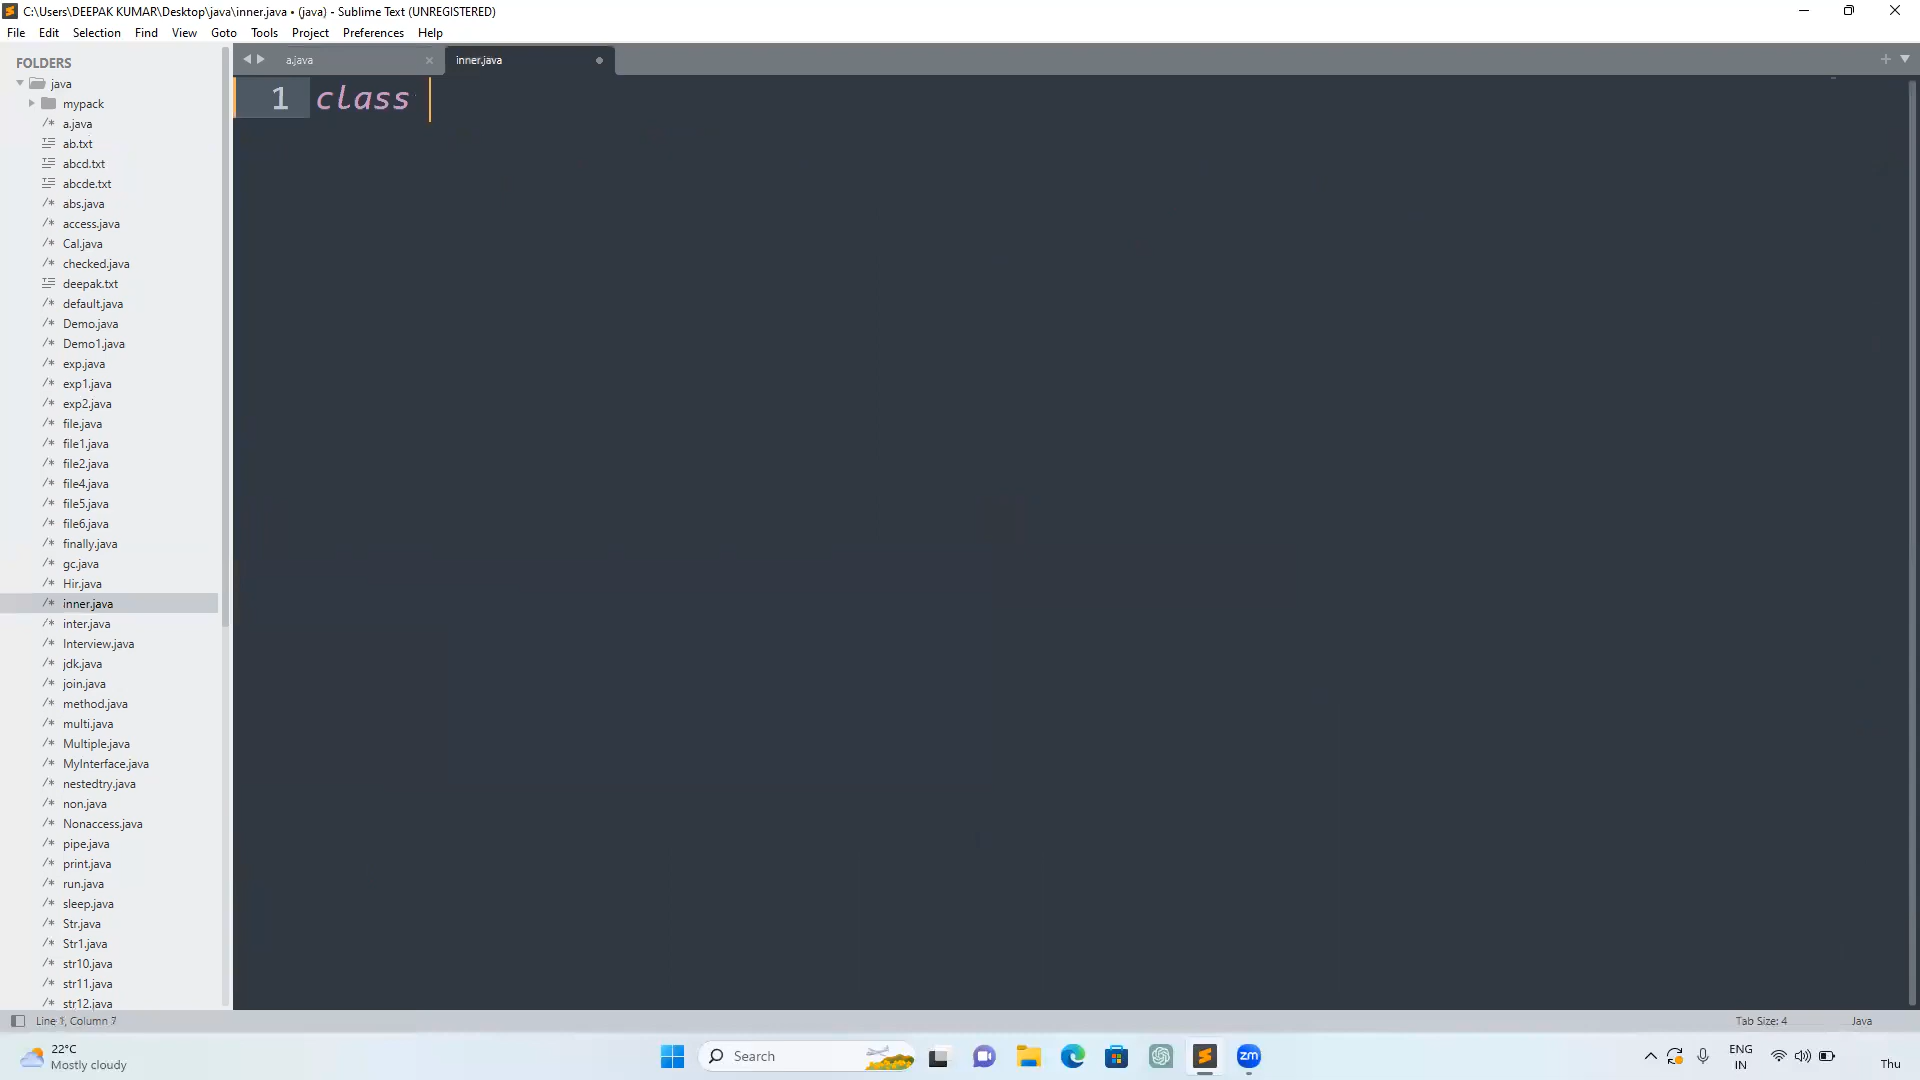 C:\Users\DEEPAK KUMAR\Desktop\java\inner.java • (java) - Sublime Text (UNREGISTERED)
File Edit Selection Find View Goto Tools Project Preferences Help
FOLDERS
java
mypack
a.java
ab.txt
abcd.txt
abcde.txt
abs.java
access.java
Cal.java
checked.java
deepak.txt
default.java
Demo.java
Demo1.java
exp.java
exp1.java
exp2.java
file.java
file1.java
file2.java
file4.java
file5.java
file6.java
finally.java
gc.java
Hir.java
inner.java
inter.java
Interview.java
jdk.java
join.java
method.java
multi.java
Multiple.java
MyInterface.java
nestedtry.java
non.java
Nonaccess.java
pipe.java
print.java
run.java
sleep.java
Str.java
Str1.java
str10.java
str11.java
str12.java
a.java inner.java
1 class
Line 1, Column 7 Tab Size: 4 Java
22°C
Mostly cloudy
Search
zm
ENG
IN
Thu